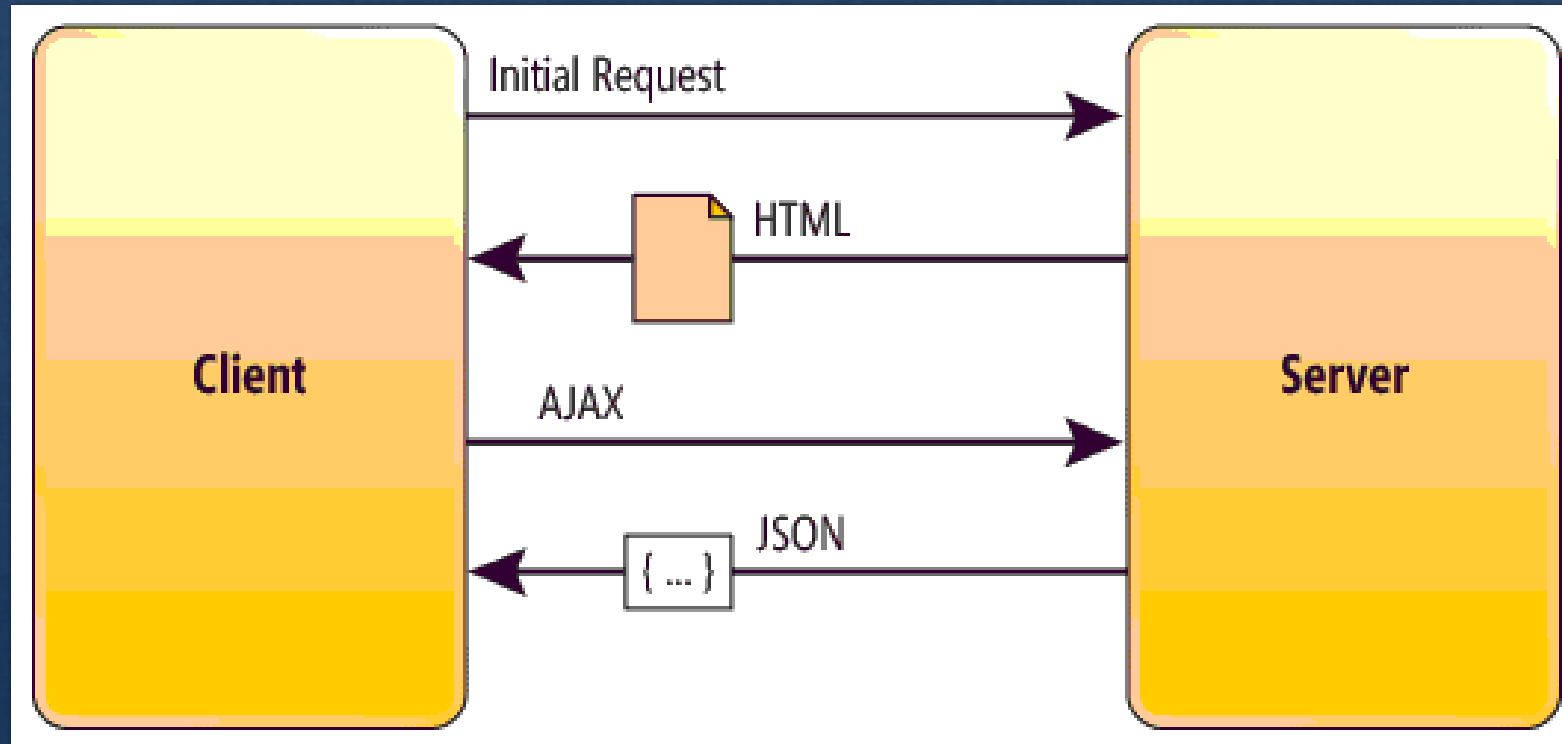 Initial Request
HTML
Client
Server
AJAX
JSON
{ ... }